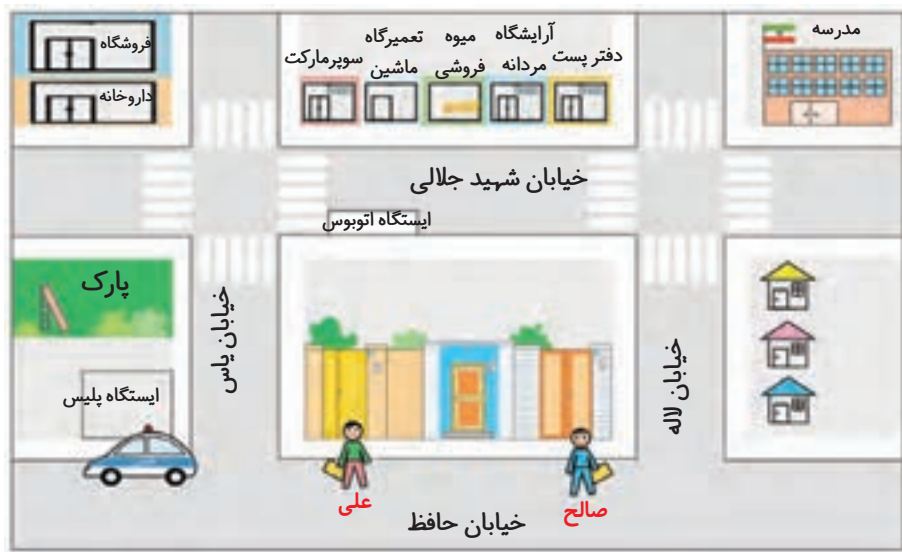 مدرسه
دفتر پست
آرایشگاه
مردانه
میوه
فروشی
تعمیرگاه
ماشین
سوپرمارکت
فروشگاه
داروخانه
خیابان شهید جلالی
ایستگاه اتوبوس
پارک
خیابان یاس
خیابان لاله
ایستگاه پلیس
علی
صالح
خیابان حافظ